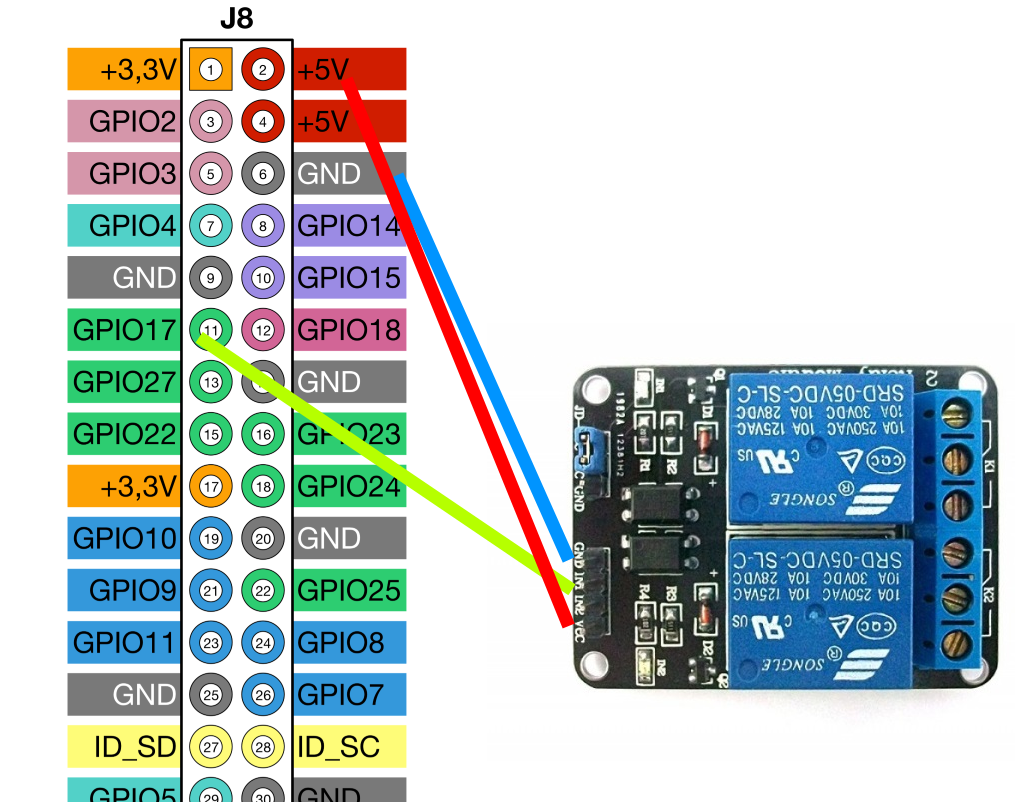 J8
+3,3V 1 2 +5V
GPIO2 3 4 +5V
GPIO3 5 6 GND
GPIO4 7 8 GPIO14
GND 9 10 GPIO15
GPIO17 11 12 GPIO18
GPIO27 13 GND
GPIO22 15 16 GPIO23
+3,3V 17 18 GPIO24
GPIO10 19 20 GND
GPIO9 21 22 GPIO25
GPIO11 23 24 GPIO8
GND 25 26 GPIO7
ID_SD 27 28 ID_SC
GPIO5 29 30 GND
IN1
D1
R1
R2
GND
GND
IN1
IN2
VCC
R4
R3
D2
IN2
Q2
K1
K2
SONGLE
®
c US
CQC
10A 250VAC 10A 125VAC
10A 30VDC 10A 28VDC
SRD-05VDC-SL-C
SONGLE
®
c US
CQC
10A 250VAC 10A 125VAC
10A 30VDC 10A 28VDC
SRD-05VDC-SL-C